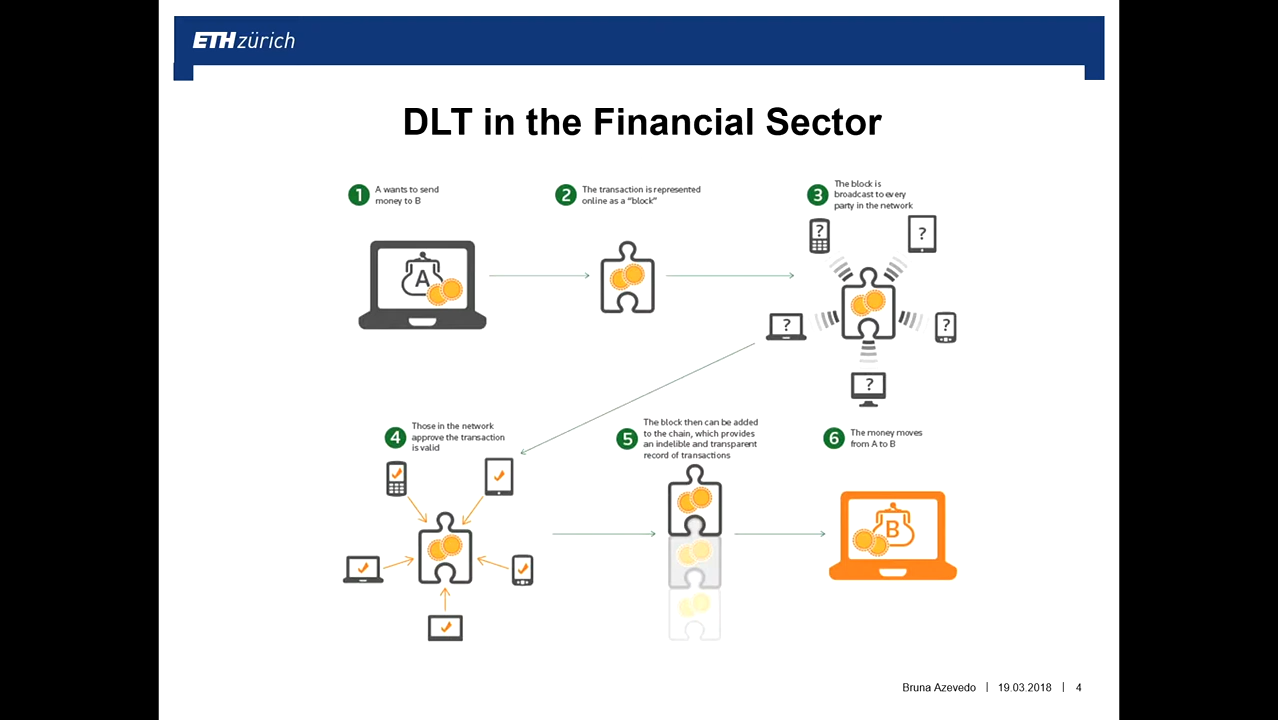 ETH zürich
DLT in the Financial Sector
1
A wants to send
money to B
2
The transaction is represented
online as a "block"
3
The block is
broadcast to every
party in the network
A
?
?
?
?
?
4
Those in the network
approve the transaction
is valid
5
The block then can be added
to the chain, which provides
an indelible and transparent
record of transactions
6
The money moves
from A to B
B
Bruna Azevedo | 19.03.2018 | 4